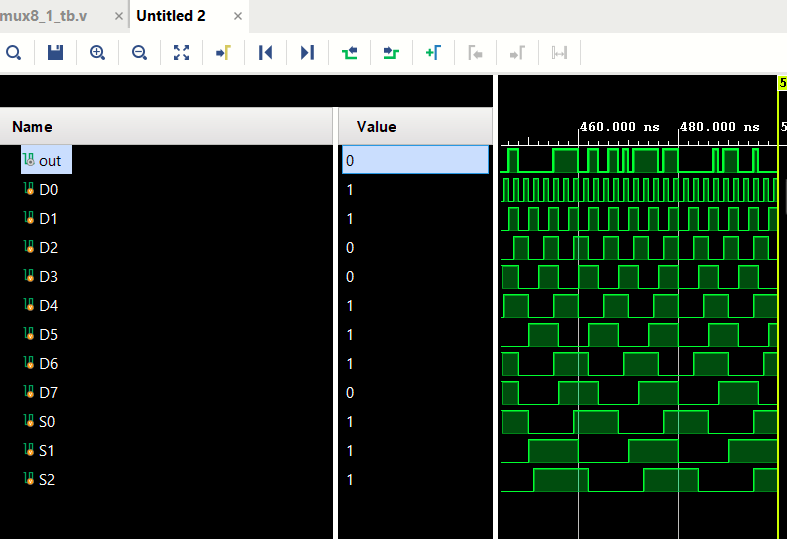 mux8_1_tb.v × Untitled 2 ×
5
Name Value
460.000 ns 480.000 ns 5
out 0
D0 1
D1 1
D2 0
D3 0
D4 1
D5 1
D6 1
D7 0
S0 1
S1 1
S2 1